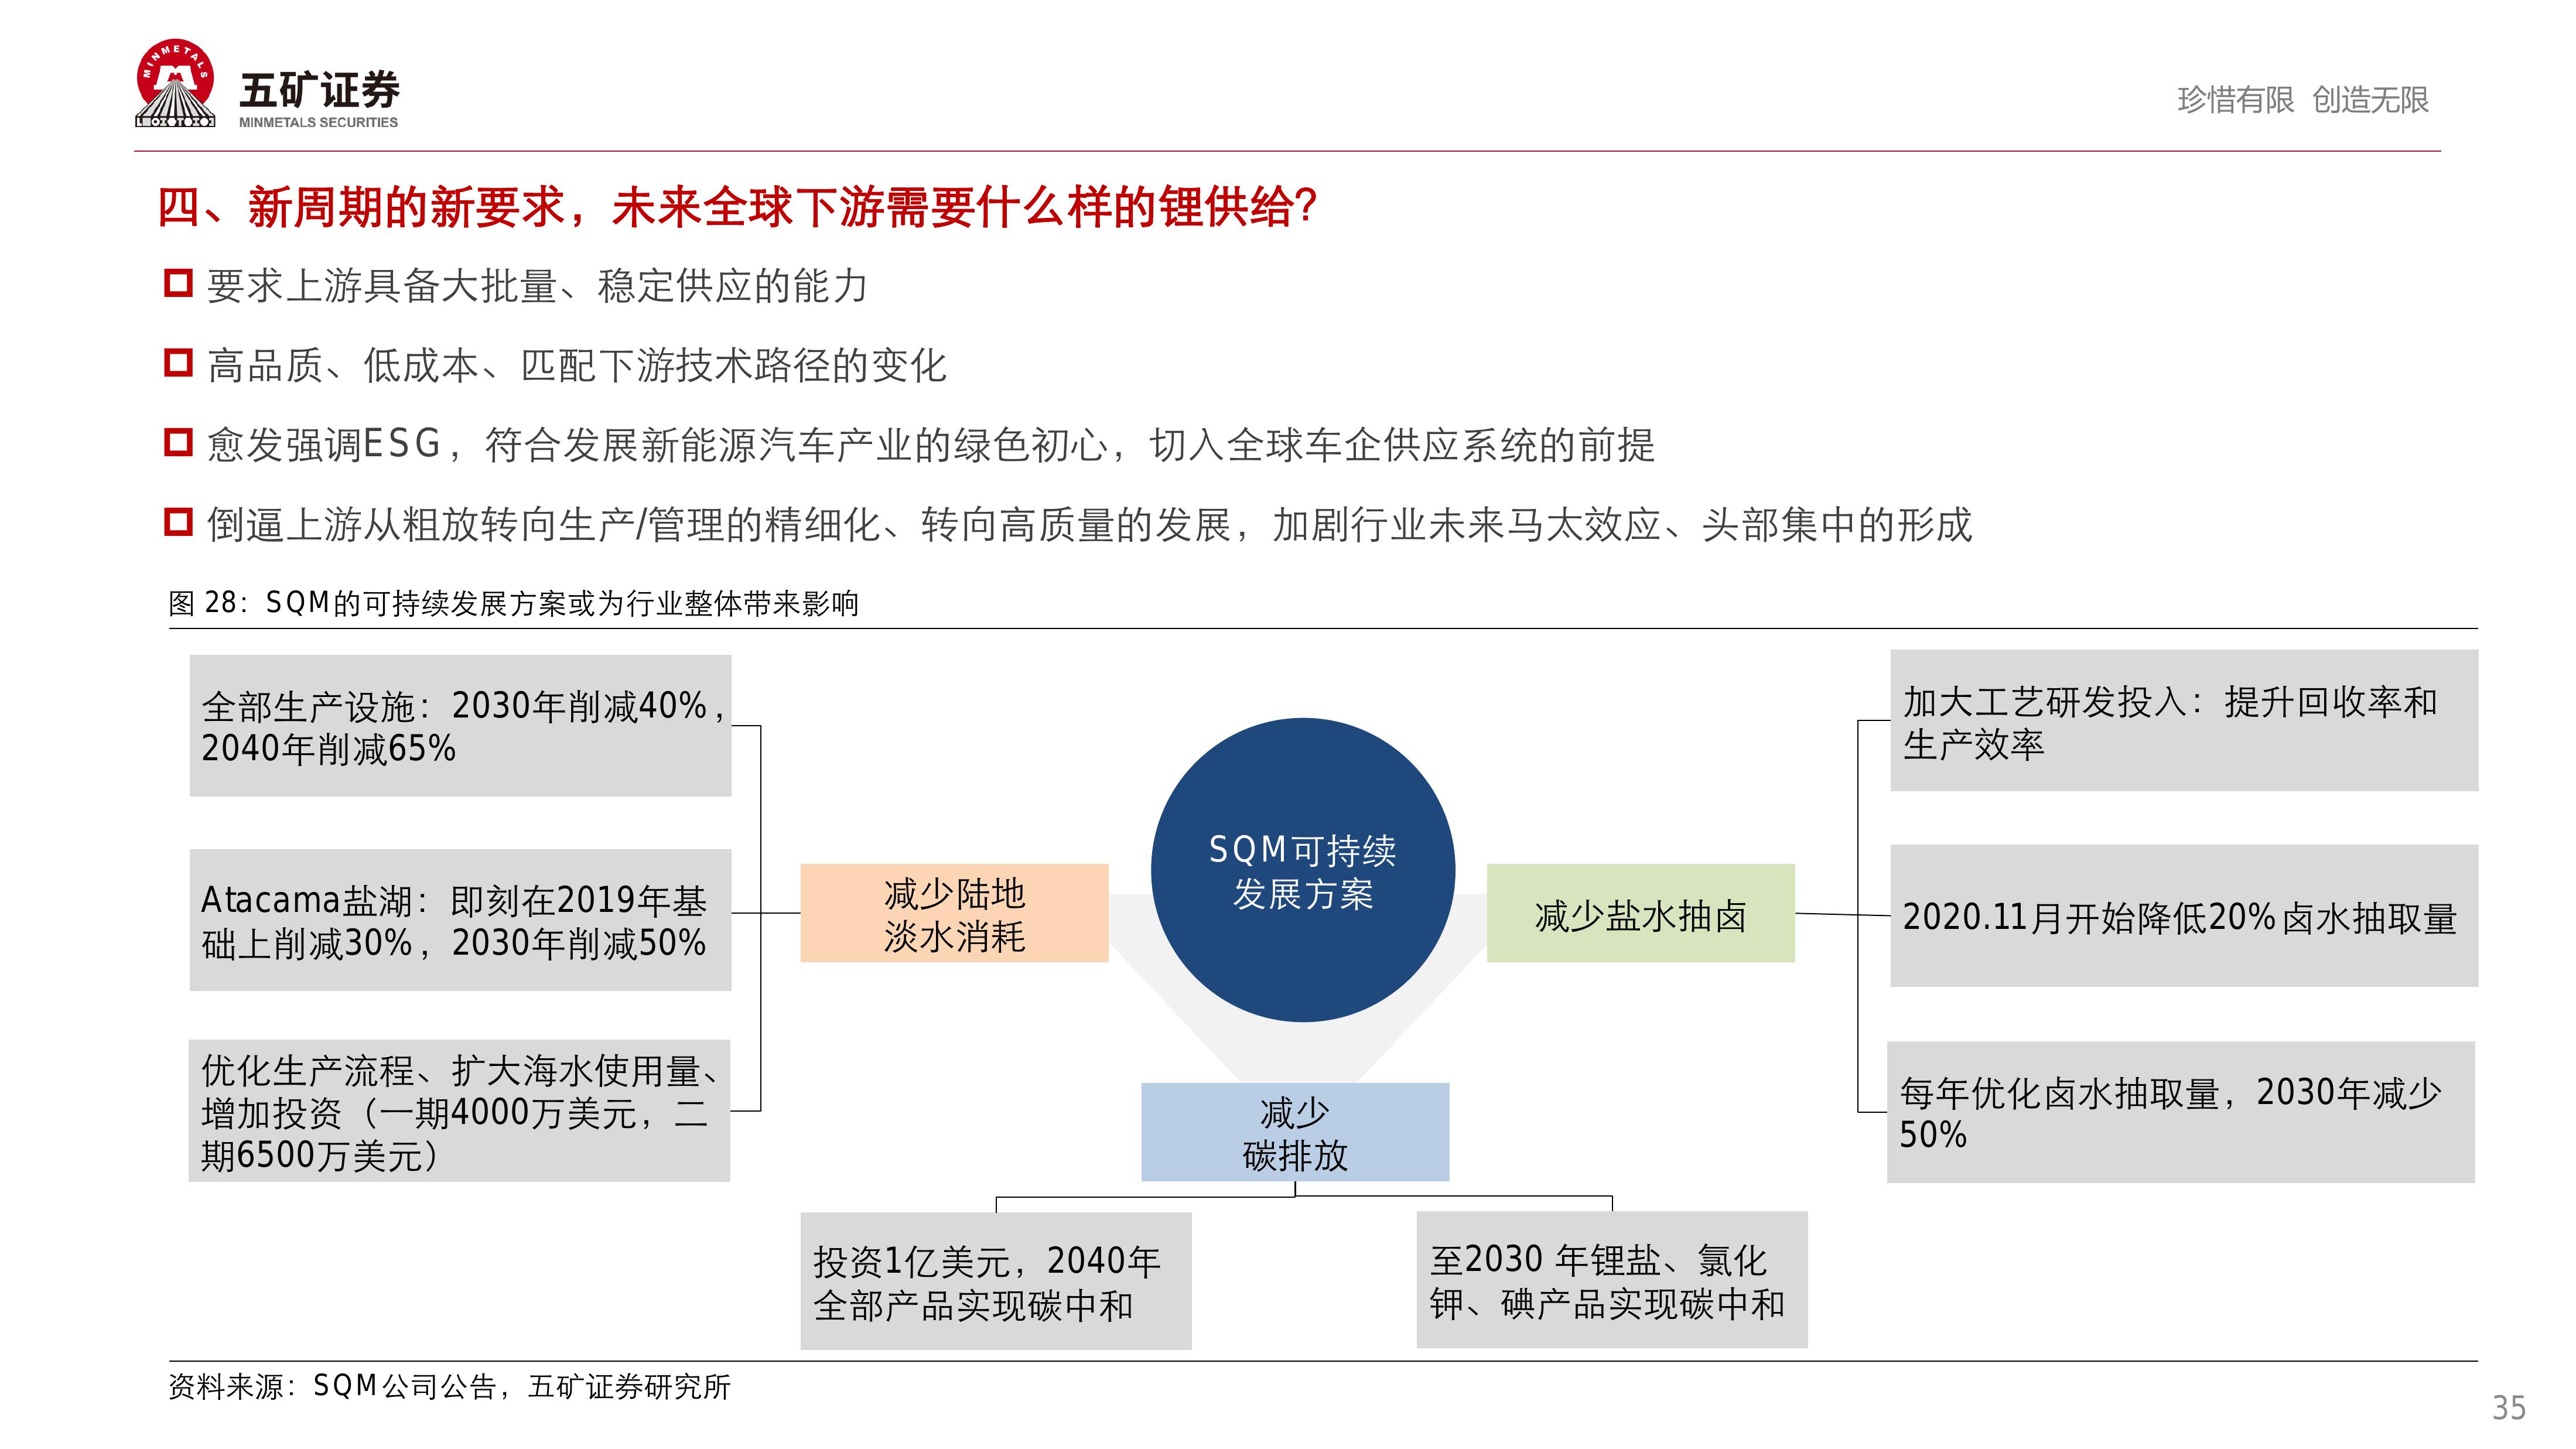 MINMETALS
五矿证券
MINMETALS SECURITIES
珍惜有限 创造无限
四、新周期的新要求，未来全球下游需要什么样的锂供给？
要求上游具备大批量、稳定供应的能力
高品质、低成本、匹配下游技术路径的变化
愈发强调ESG，符合发展新能源汽车产业的绿色初心，切入全球车企供应系统的前提
倒逼上游从粗放转向生产/管理的精细化、转向高质量的发展，加剧行业未来马太效应、头部集中的形成
图 28：SQM的可持续发展方案或为行业整体带来影响
全部生产设施：2030年削减40%，
2040年削减65%
Atacama盐湖：即刻在2019年基
础上削减30%，2030年削减50%
优化生产流程、扩大海水使用量、
增加投资（一期4000万美元，二
期6500万美元）
减少陆地
淡水消耗
SQM可持续
发展方案
减少盐水抽卤
加大工艺研发投入：提升回收率和
生产效率
2020.11月开始降低20%卤水抽取量
每年优化卤水抽取量，2030年减少
50%
减少
碳排放
投资1亿美元，2040年
全部产品实现碳中和
至2030 年锂盐、氯化
钾、碘产品实现碳中和
资料来源：SQM公司公告，五矿证券研究所
35